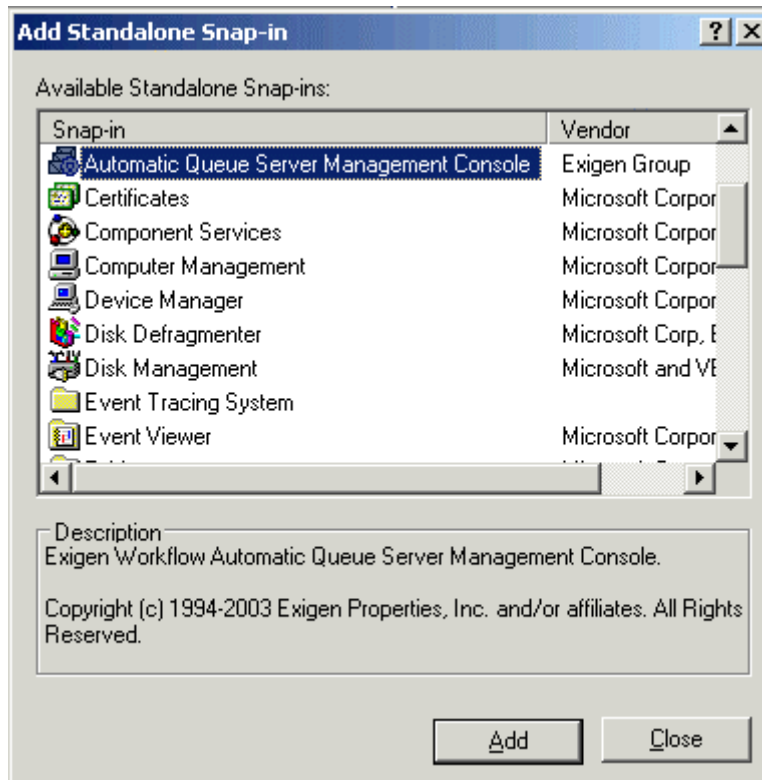 Add Standalone Snap-in
Available Standalone Snap-ins:
Snap-in Vendor
Automatic Queue Server Management Console Exigen Group
Certificates Microsoft Corpor
Component Services Microsoft Corpor
Computer Management Microsoft Corpor
Device Manager Microsoft Corpor
Disk Defragmenter Microsoft Corp, E
Disk Management Microsoft and VE
Event Tracing System
Event Viewer Microsoft Corpor
Description
Exigen Workflow Automatic Queue Server Management Console.
Copyright (c) 1994-2003 Exigen Properties, Inc. and/or affiliates. All Rights
Reserved.
Add Close